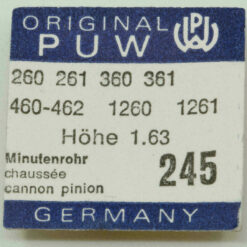 ORIGINAL
PUW
PUW
260 261 360 361
460-462 1260 1261
Höhe 1.63
Minutenrohr
chaussée
cannon pinion
245
GERMANY